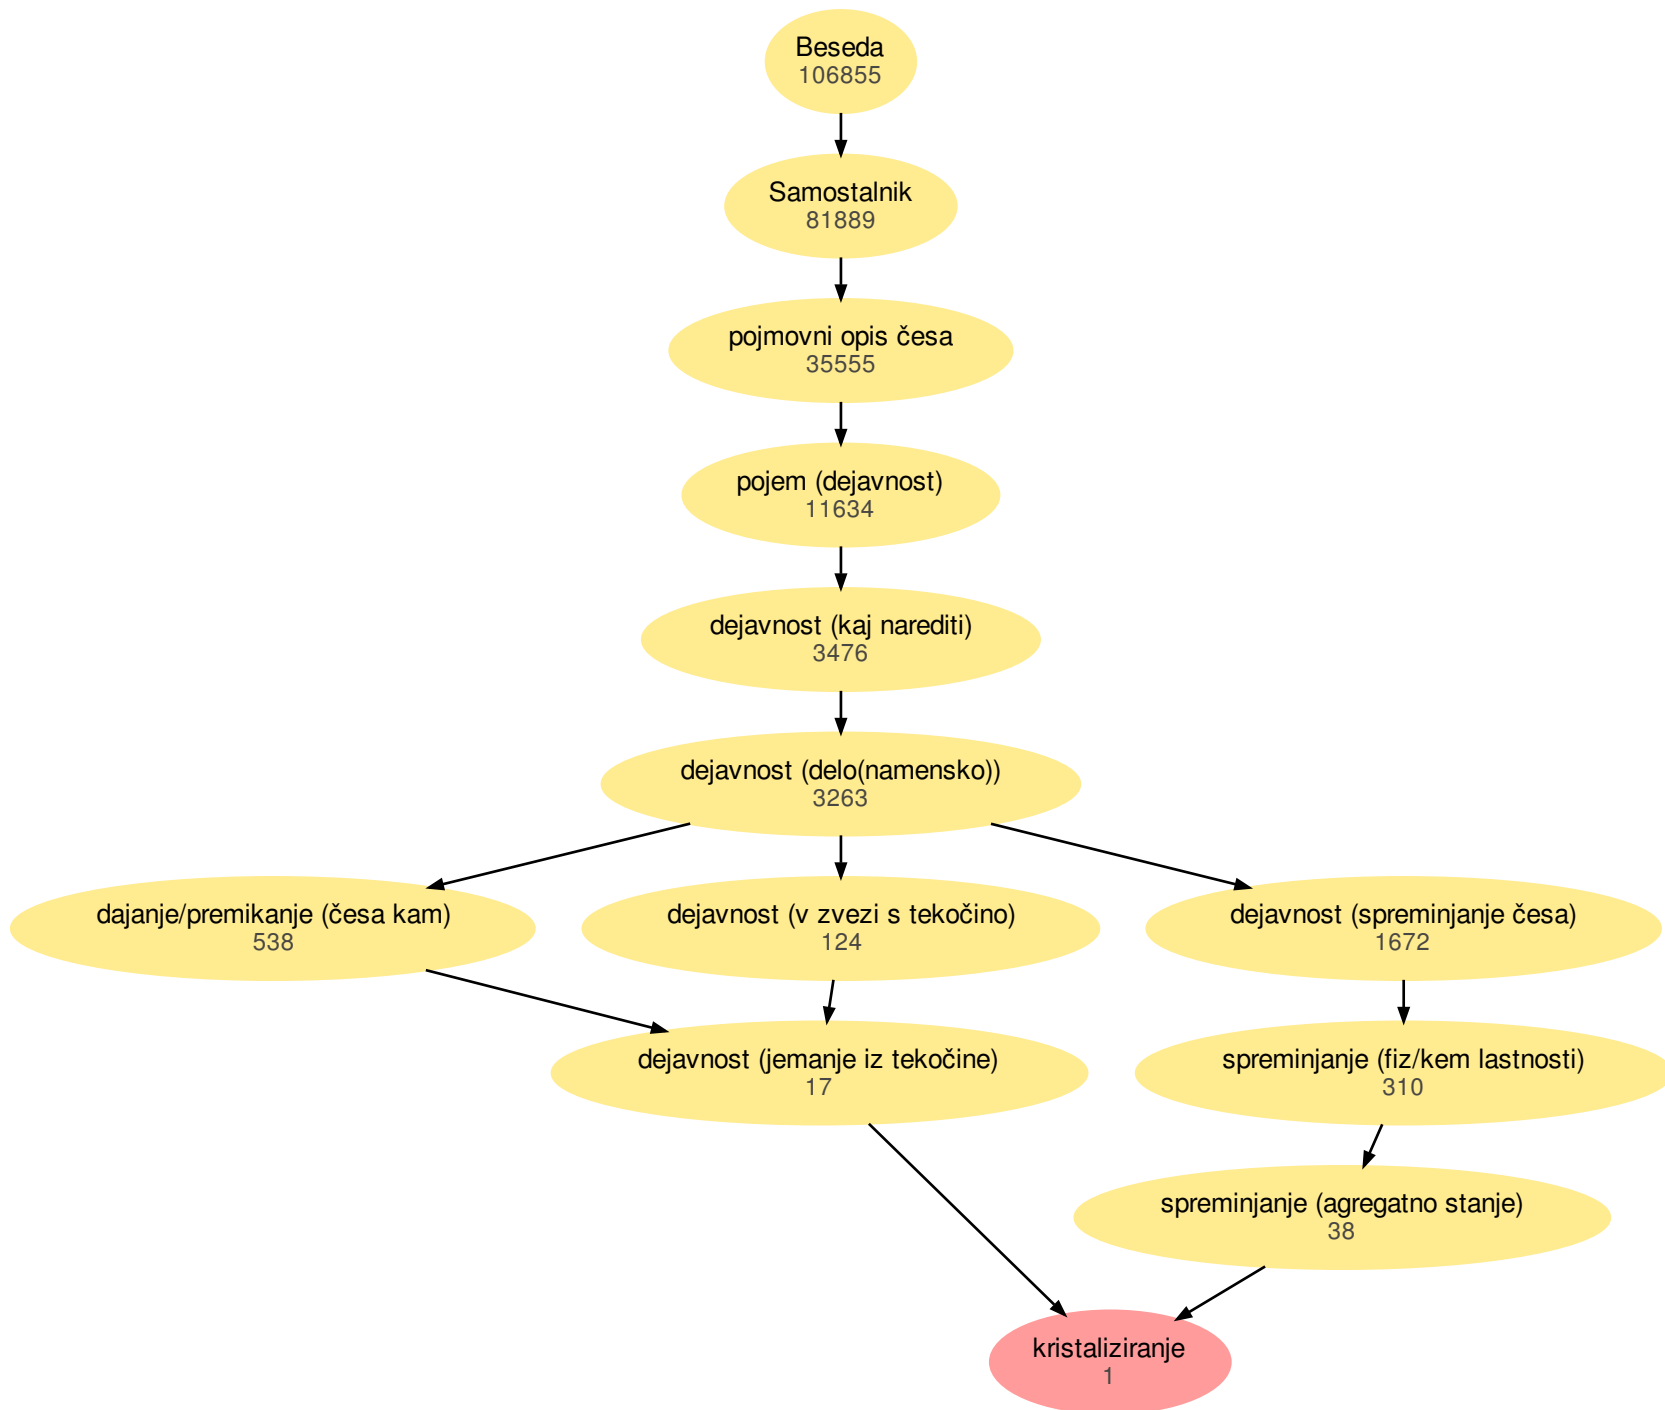 Beseda
106855
Samostalnik
81889
pojmovni opis česa
35555
pojem (dejavnost)
11634
dejavnost (kaj narediti)
3476
dejavnost (delo(namensko))
3263
dajanje/premikanje (česa kam)
538
dejavnost (v zvezi s tekočino)
124
dejavnost (spreminjanje česa)
1672
dejavnost (jemanje iz tekočine)
17
spreminjanje (fiz/kem lastnosti)
310
spreminjanje (agregatno stanje)
38
kristaliziranje
1